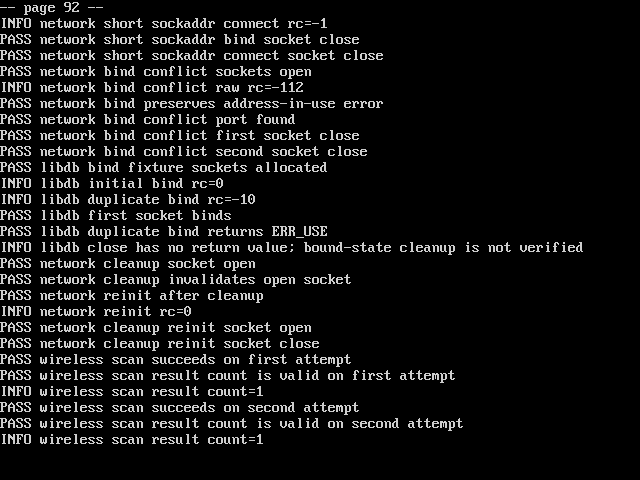 -- page 92 --
INFO network short sockaddr connect rc=-1
PASS network short sockaddr bind socket close
PASS network short sockaddr connect socket close
PASS network bind conflict sockets open
INFO network bind conflict raw rc=-112
PASS network bind preserves address-in-use error
PASS network bind conflict port found
PASS network bind conflict first socket close
PASS network bind conflict second socket close
PASS libdb bind fixture sockets allocated
INFO libdb initial bind rc=0
INFO libdb duplicate bind rc=-10
PASS libdb first socket binds
PASS libdb duplicate bind returns ERR_USE
INFO libdb close has no return value; bound-state cleanup is not verified
PASS network cleanup socket open
PASS network cleanup invalidates open socket
PASS network reinit after cleanup
INFO network reinit rc=0
PASS network cleanup reinit socket open
PASS network cleanup reinit socket close
PASS wireless scan succeeds on first attempt
PASS wireless scan result count is valid on first attempt
INFO wireless scan result count=1
PASS wireless scan succeeds on second attempt
PASS wireless scan result count is valid on second attempt
INFO wireless scan result count=1